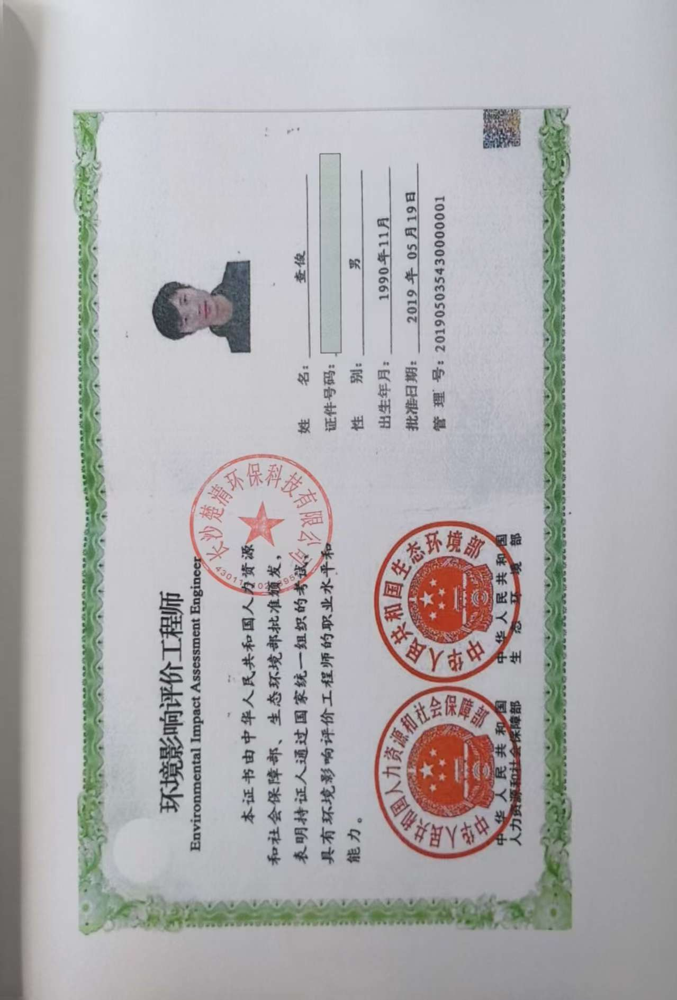 环境影响评价工程师
Environmental Impact Assessment Engineer
本证书由中华人民共和国人力资源
和社会保障部、生态环境部批准颁发，
表明持证人通过国家统一组织的考试，
具有环境影响评价工程师的职业水平和
能力。
长沙楚清环保科技有限公司
中华人民共和国人力资源和社会保障部
中华人民共和国
人力资源和社会保障部
中华人民共和国生态环境部
中华人民共和国
生态环境部
姓 名： 查俊
证件号码：
性 别： 男
出生年月： 1990年11月
批准日期： 2019年05月19日
管 理 号：20190503543000000​1